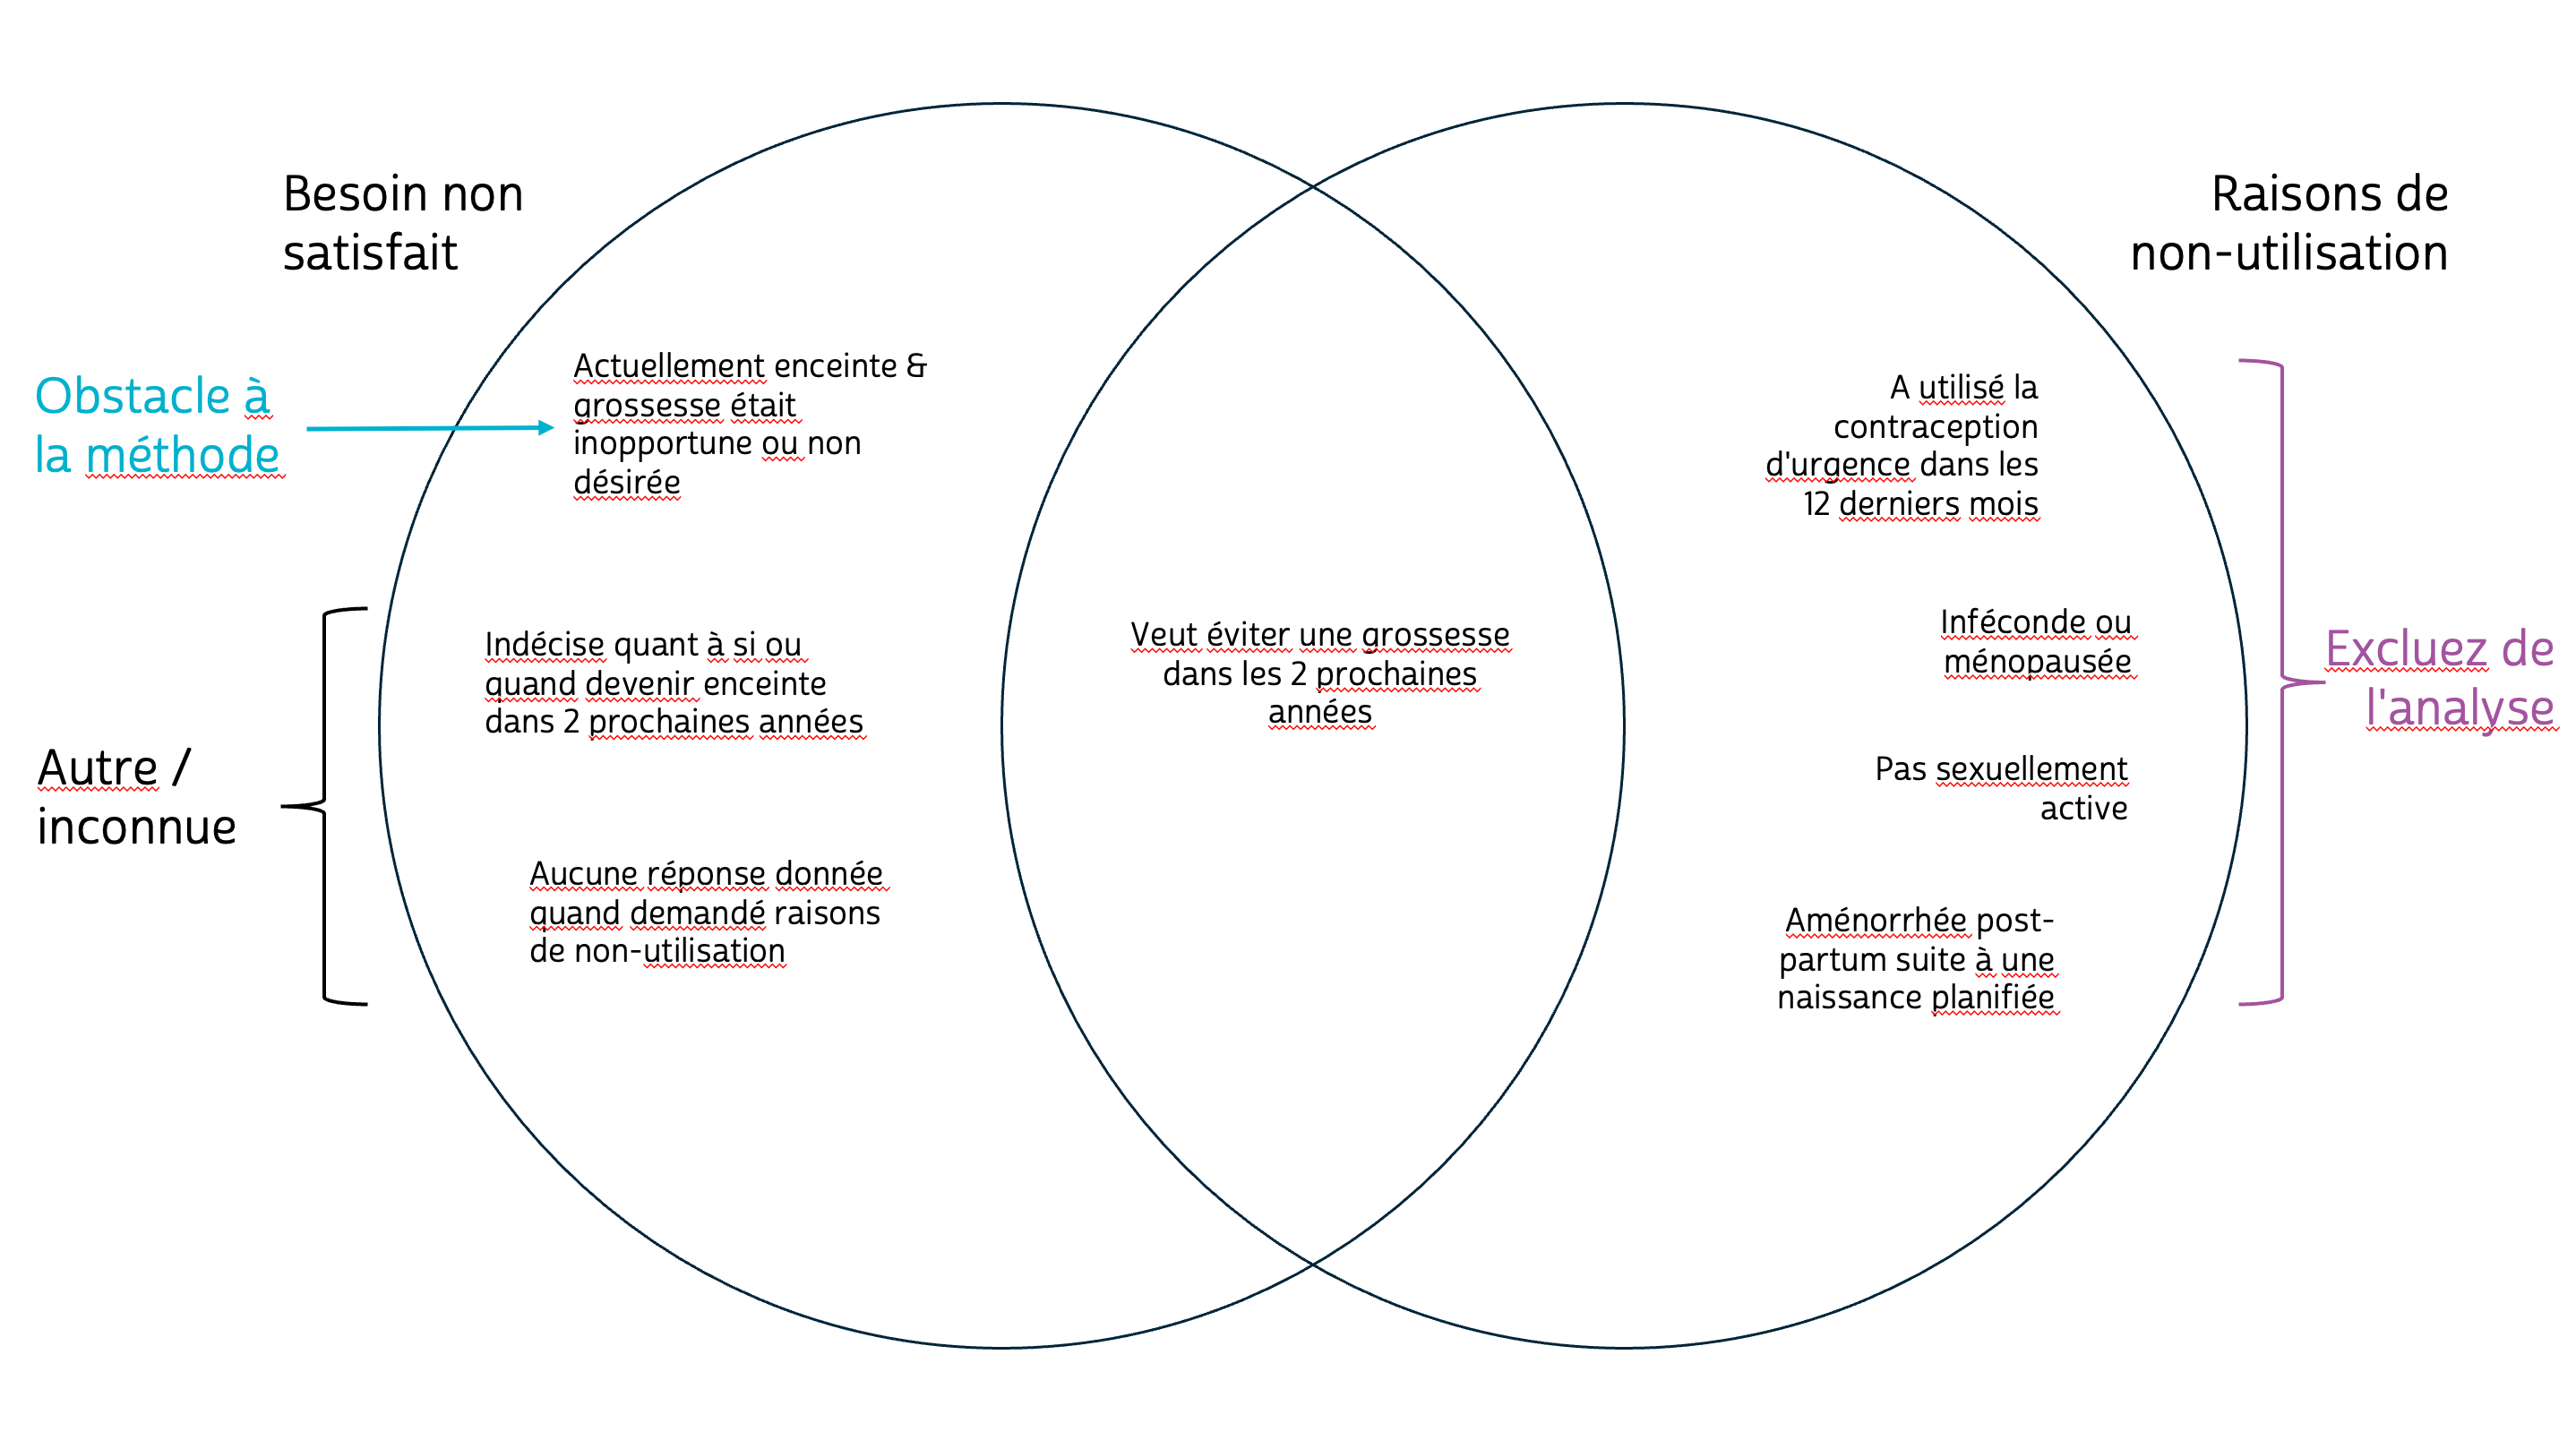 Besoin non
satisfait
Raisons de
non-utilisation
Obstacle à
la méthode
Actuellement enceinte &
grossesse était
inopportune ou non
désirée
A utilisé la
contraception
d'urgence dans les
12 derniers mois
Indécise quant à si ou
quand devenir enceinte
dans 2 prochaines années
Veut éviter une grossesse
dans les 2 prochaines
années
Inféconde ou
ménopausée
Excluez de
l'analyse
Autre /
inconnue
Pas sexuellement
active
Aucune réponse donnée
quand demandé raisons
de non-utilisation
Aménorrhée post-
partum suite à une
naissance planifiée